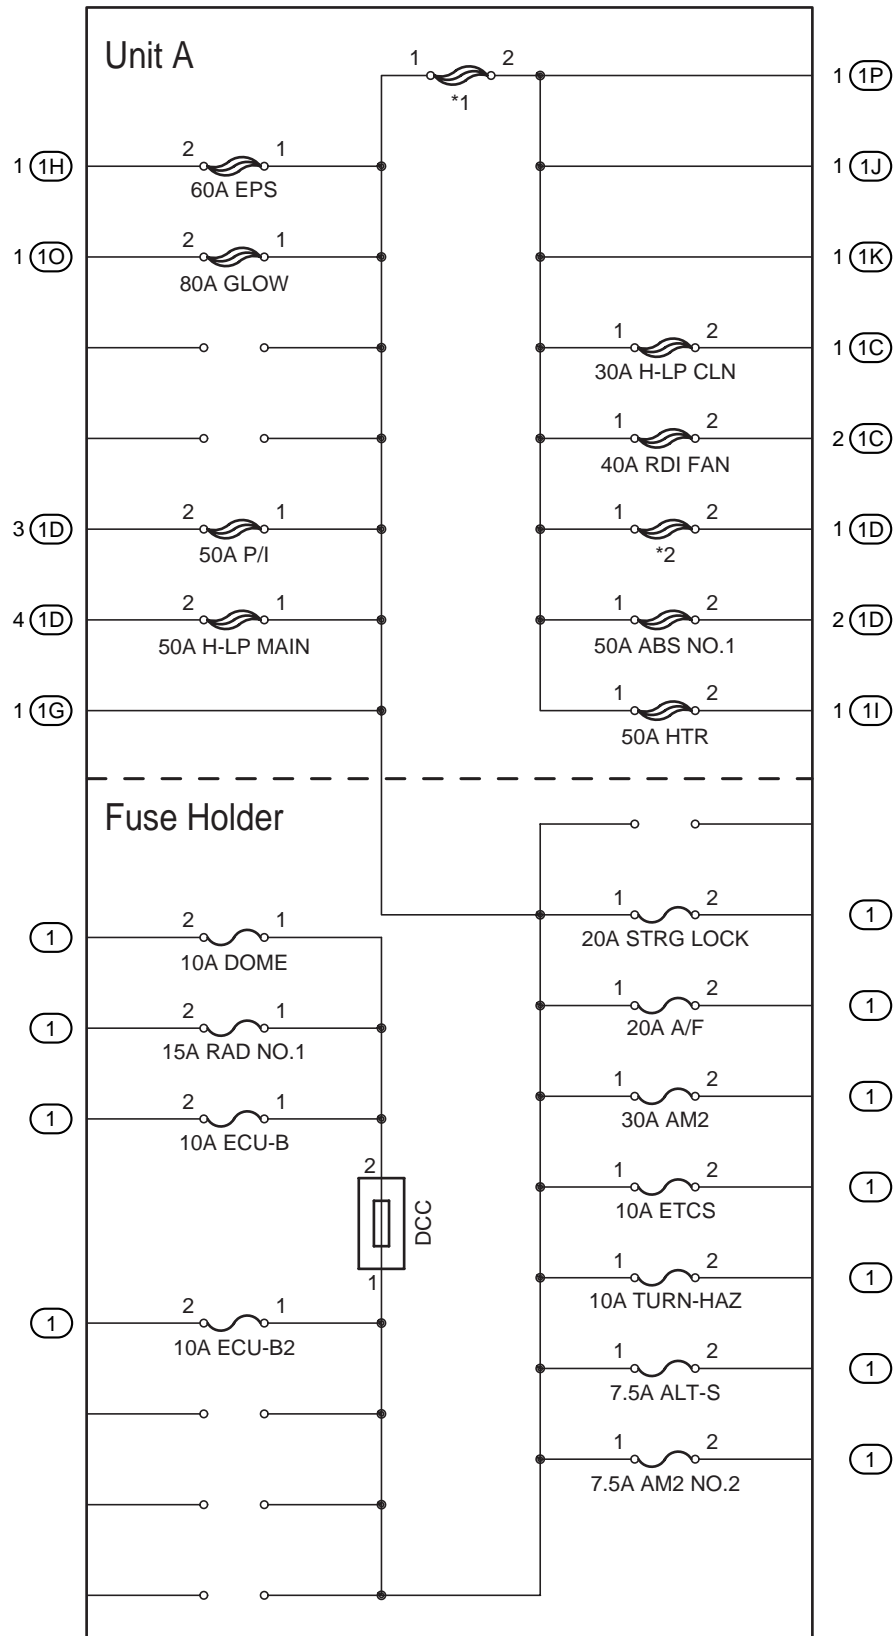 Unit A
1 2
*1
1 1P
1 1H
2 1
60A EPS
1 1J
1 1O
2 1
80A GLOW
1 1K
1 2
30A H-LP CLN
1 1C
1 2
40A RDI FAN
2 1C
3 1D
2 1
50A P/I
1 2
*2
1 1D
4 1D
2 1
50A H-LP MAIN
1 2
50A ABS NO.1
2 1D
1 1G
1 2
50A HTR
1 1I
Fuse Holder
1 2
20A STRG LOCK
1
1
2 1
10A DOME
1 2
20A A/F
1
1
2 1
15A RAD NO.1
1 2
30A AM2
1
1
2 1
10A ECU-B
2
DCC
1
1 2
10A ETCS
1
1 2
10A TURN-HAZ
1
1
2 1
10A ECU-B2
1 2
7.5A ALT-S
1
1 2
7.5A AM2 NO.2
1